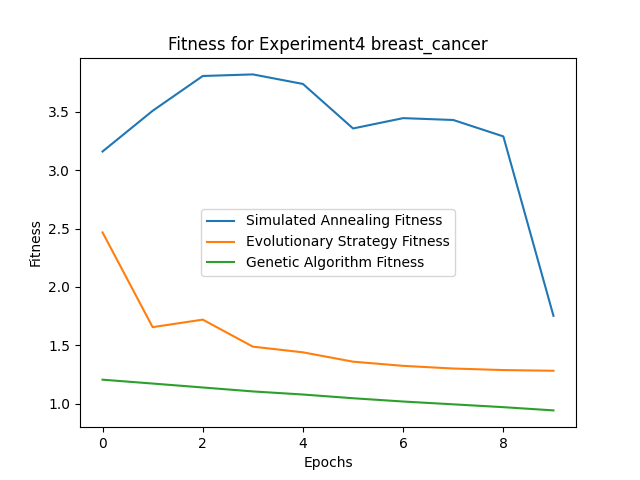 Fitness for Experiment4 breast_cancer
Fitness
3.5
3.0
2.5
2.0
1.5
1.0
Simulated Annealing Fitness
Evolutionary Strategy Fitness
Genetic Algorithm Fitness
0 2 4 6 8
Epochs